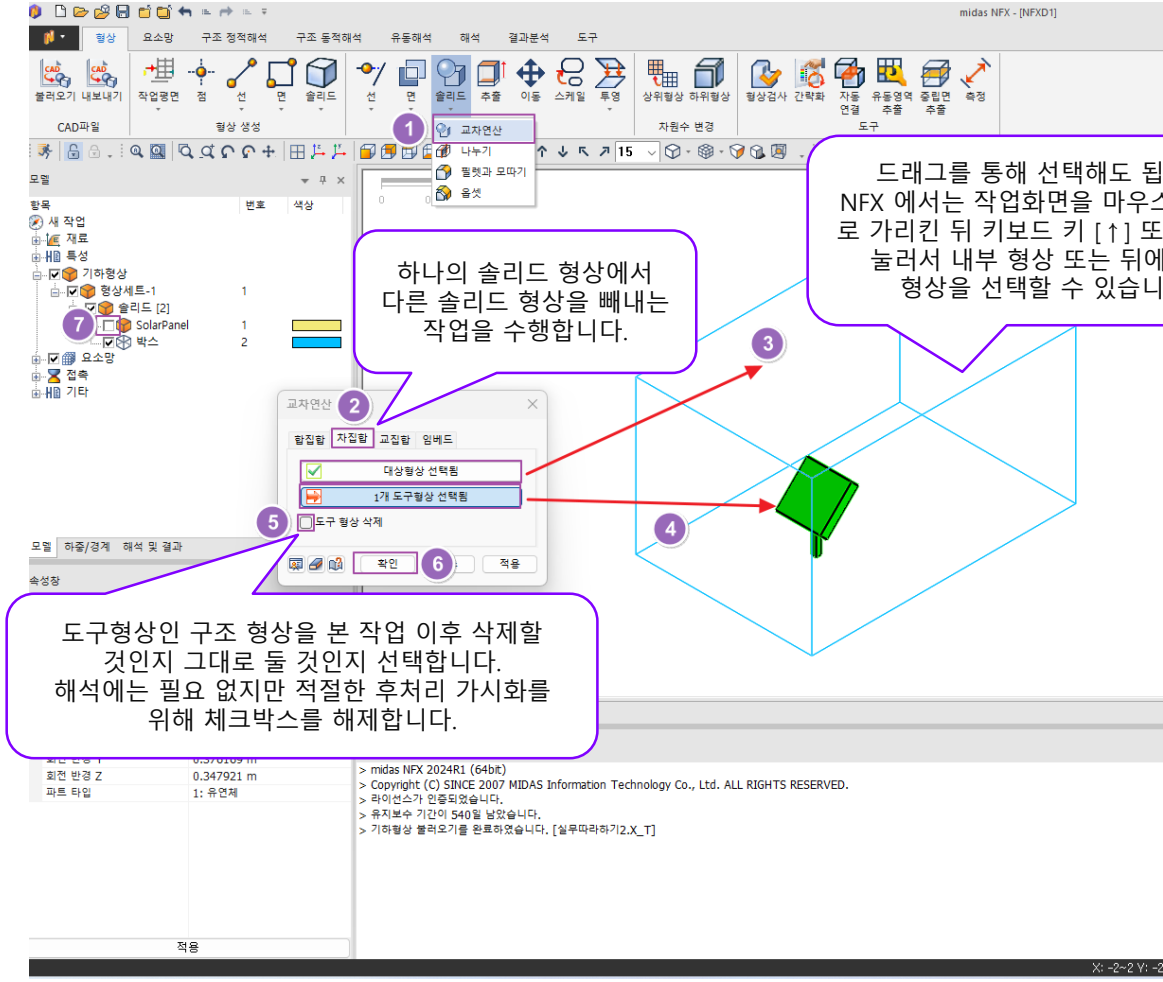 midas NFX - [NFXD1]
형상 요소망 구조 정적해석 구조 동적해석 유동해석 해석 결과분석 도구
불러오기 내보내기 작업평면 점 선 면 솔리드 선 면 솔리드 추출 이동 스케일 투영 상위형상 하위형상 형상검사 간략화 자동 연결 유동영역 추출 중립면 추출 측정
CAD파일 형상 생성 자원수 변경 도구
1
교차연산
나누기
필렛과 모따기
옵셋
15
모델
항목 번호 색상
새 작업
재료
특성
기하형상
형상세트-1 1
솔리드 [2]
7
SolarPanel 1
박스 2
요소망
접촉
기타
0 0
하나의 솔리드 형상에서
다른 솔리드 형상을 빼내는
작업을 수행합니다.
드래그를 통해 선택해도 됩
NFX 에서는 작업화면을 마우스
로 가리킨 뒤 키보드 키 [↑] 또
눌러서 내부 형상 또는 뒤에
형상을 선택할 수 있습니
3
교차연산 2
합집합 차집합 교집합 임베드
대상형상 선택됨
1개 도구형상 선택됨
5
도구 형상 삭제
4
확인 6 적용
모델 하중/경계 해석 및 결과
속성창
도구형상인 구조 형상을 본 작업 이후 삭제할
것인지 그대로 둘 것인지 선택합니다.
해석에는 필요 없지만 적절한 후처리 가시화를
위해 체크박스를 해제합니다.
회전 반경 Y 0.376169 m
회전 반경 Z 0.347921 m
파트 타입 1: 유연체
> midas NFX 2024R1 (64bit)
> Copyright (C) SINCE 2007 MIDAS Information Technology Co., Ltd. ALL RIGHTS RESERVED.
> 라이선스가 인증되었습니다.
> 유지보수 기간이 540일 남았습니다.
> 기하형상 불러오기를 완료하였습니다. [실무따라하기2.X_T]
적용
X: -2~2 Y: -2